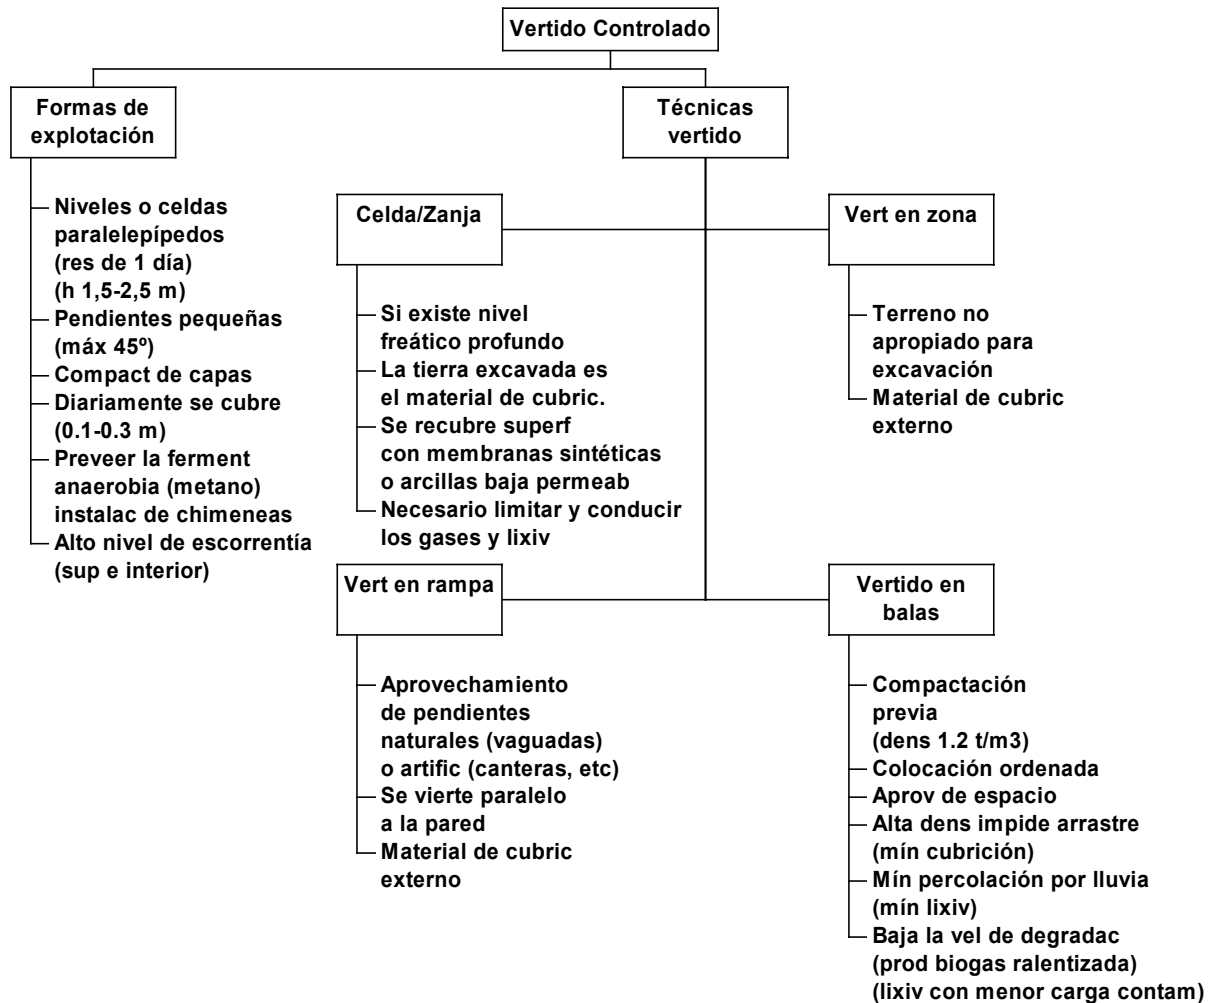 Vertido Controlado
Formas de
explotación
Niveles o celdas
paralelepípedos
(res de 1 día)
(h 1,5-2,5 m)
Pendientes pequeñas
(máx 45º)
Compact de capas
Diariamente se cubre
(0.1-0.3 m)
Preveer la ferment
anaerobia (metano)
instalac de chimeneas
Alto nivel de escorrentía
(sup e interior)
Técnicas
vertido
Celda/Zanja
Si existe nivel
freático profundo
La tierra excavada es
el material de cubric.
Se recubre superf
con membranas sintéticas
o arcillas baja permeab
Necesario limitar y conducir
los gases y lixiv
Vert en zona
Terreno no
apropiado para
excavación
Material de cubric
externo
Vert en rampa
Aprovechamiento
de pendientes
naturales (vaguadas)
o artific (canteras, etc)
Se vierte paralelo
a la pared
Material de cubric
externo
Vertido en
balas
Compactación
previa
(dens 1.2 t/m3)
Colocación ordenada
Aprov de espacio
Alta dens impide arrastre
(mín cubrición)
Mín percolación por lluvia
(mín lixiv)
Baja la vel de degradac
(prod biogas ralentizada)
(lixiv con menor carga contam)